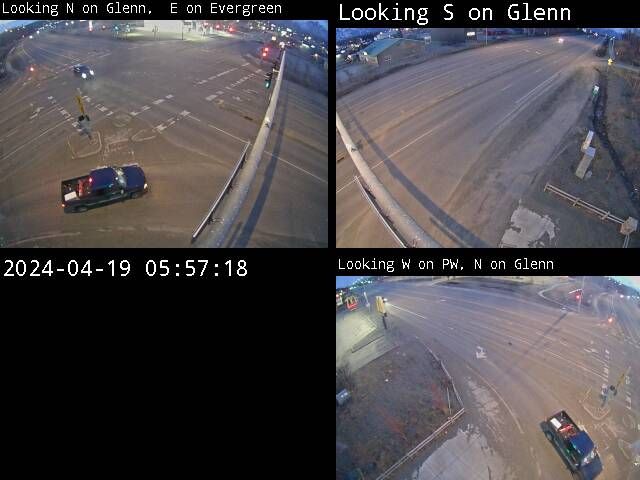 Looking N on Glenn, E on Evergreen
Looking S on Glenn
2024-04-19 05:57:18
Looking W on PW, N on Glenn